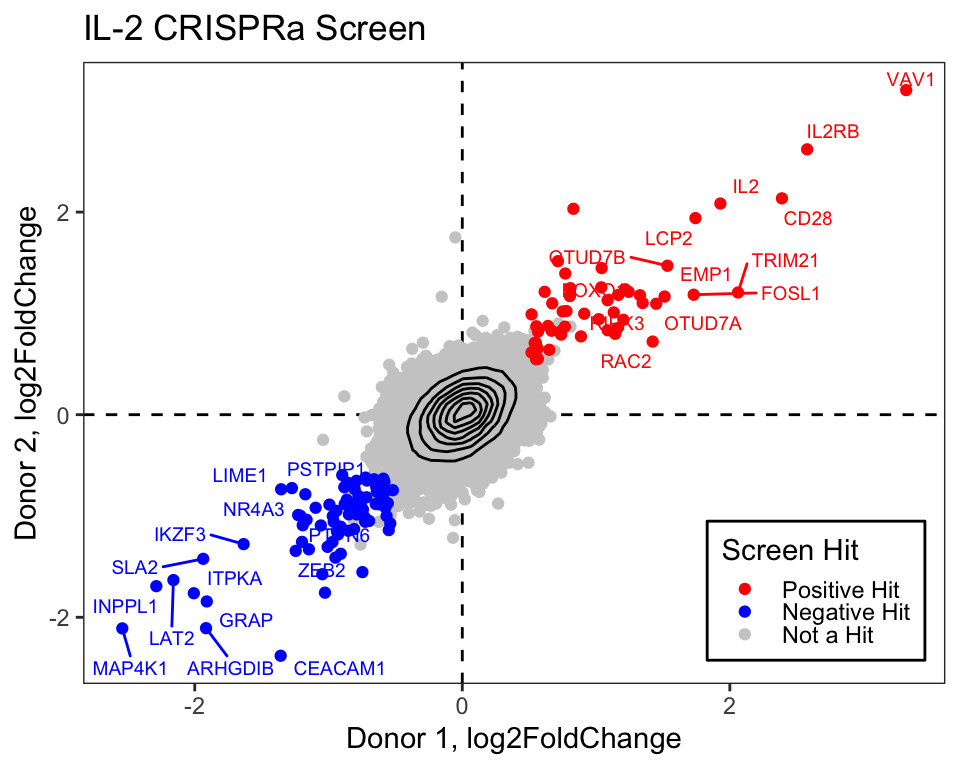 IL-2 CRISPRa Screen
VAV1
IL2RB
IL2
CD28
LCP2
OTUD7B
EMP1
TRIM21
FOSL1
OTUD7A
RAC2
2
0
-2
Donor 2, log2FoldChange
LIME1
PSTPIP1
NR4A3
IKZF3
PTPN6
SLA2
ITPKA
ZEB2
INPPL1
GRAP
LAT2
MAP4K1
ARHGDIB
CEACAM1
Screen Hit
Positive Hit
Negative Hit
Not a Hit
-2
0
2
Donor 1, log2FoldChange